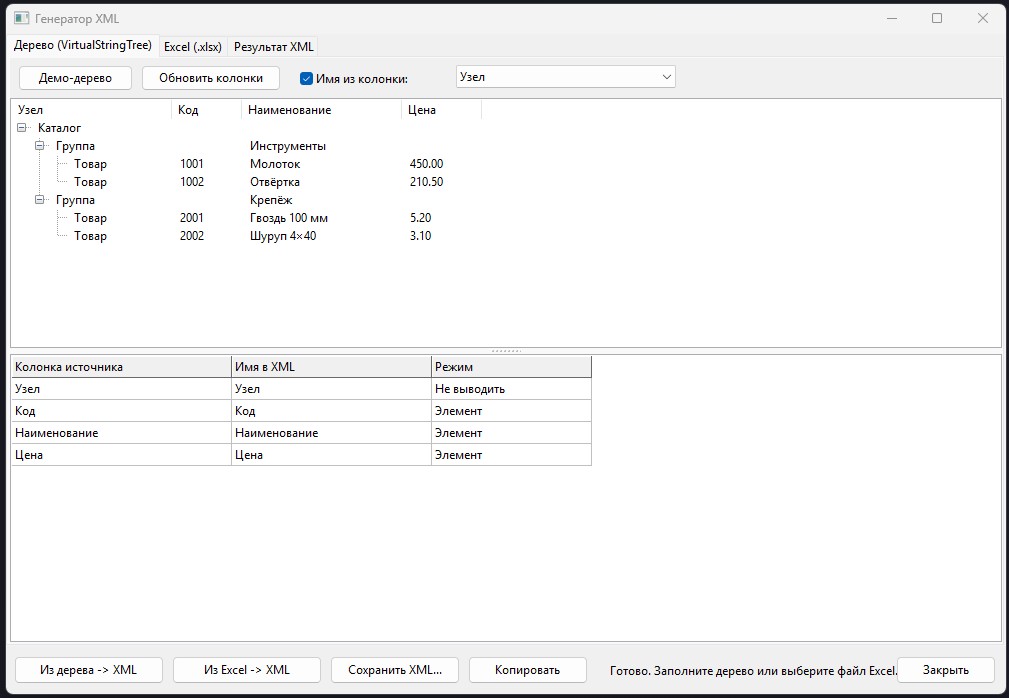 Генератор XML
Дерево (VirtualStringTree) Excel (.xlsx) Результат XML
Демо-дерево Обновить колонки Имя из колонки: Узел
Узел Код Наименование Цена
Каталог
Группа Инструменты
Товар 1001 Молоток 450.00
Товар 1002 Отвёртка 210.50
Группа Крепёж
Товар 2001 Гвоздь 100 мм 5.20
Товар 2002 Шуруп 4×40 3.10
Колонка источника Имя в XML Режим
Узел Узел Не выводить
Код Код Элемент
Наименование Наименование Элемент
Цена Цена Элемент
Из дерева -> XML Из Excel -> XML Сохранить XML... Копировать Готово. Заполните дерево или выберите файл Excel. Закрыть